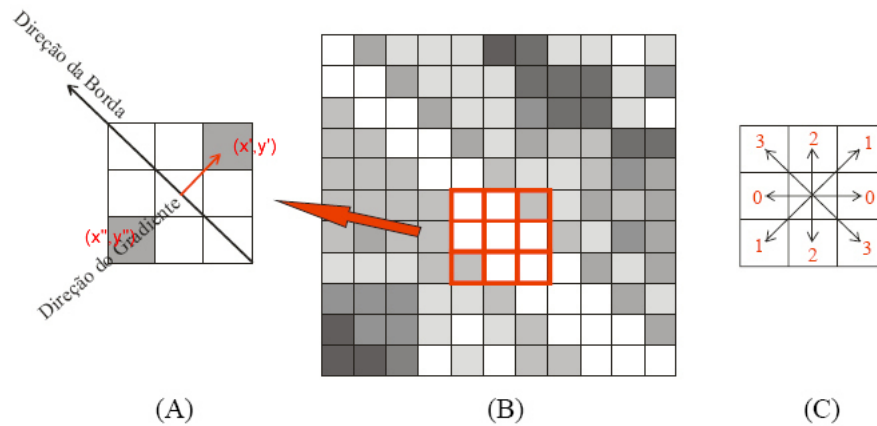 Direção da Borda
(x',y')
(x",y")
Direção do Gradiente
3 2 1
0 0
1 2 3
(A) (B) (C)